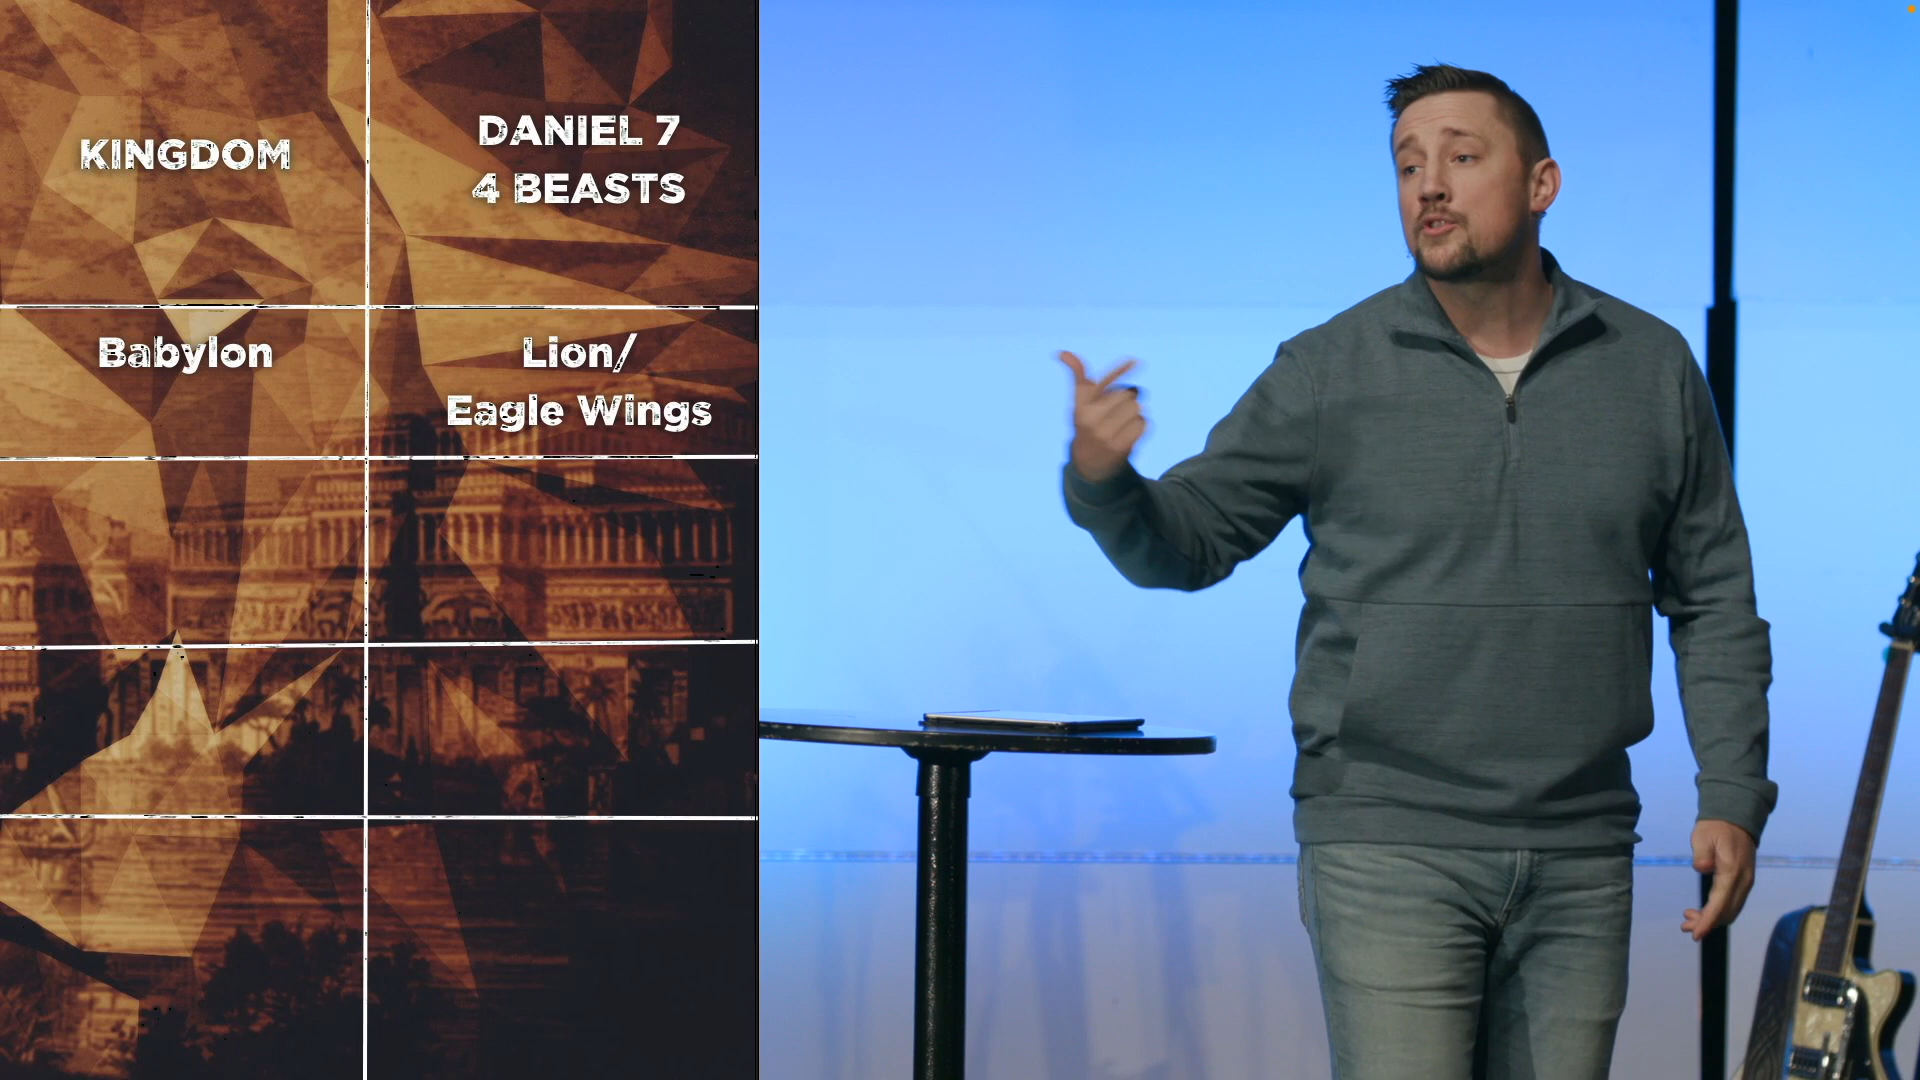 KINGDOM
DANIEL 7
4 BEASTS
Babylon
Lion/
Eagle Wings